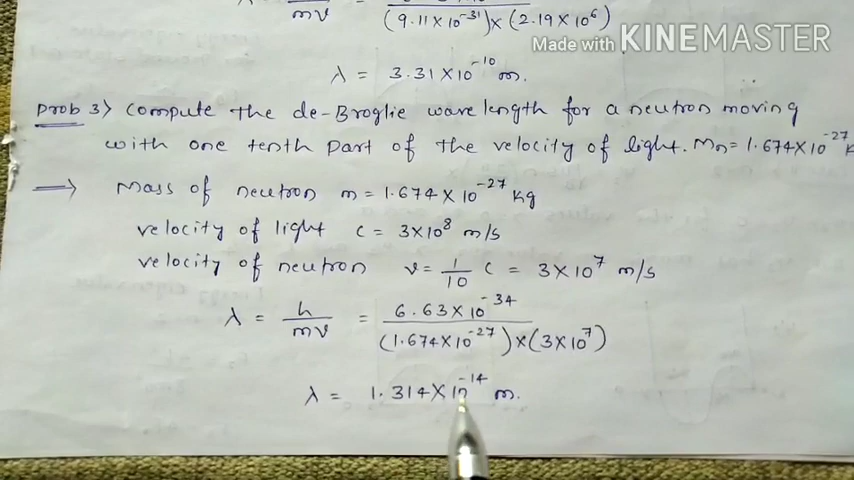 mv (9.11×10⁻³¹)×(2.19×10⁶)
Made with KINEMASTER
λ = 3.31×10⁻¹⁰ m.
Prob 3> Compute the de-Broglie wave length for a neutron moving
with one tenth part of the velocity of light. Mn = 1.674×10⁻²⁷ K
→ Mass of neutron m = 1.674×10⁻²⁷ Kg
velocity of light C = 3×10⁸ m/s
velocity of neutron v = 1/10 C = 3×10⁷ m/s
λ = h/mv = 6.63×10⁻³⁴/(1.674×10⁻²⁷)×(3×10⁷)
λ = 1.314×10⁻¹⁴ m.